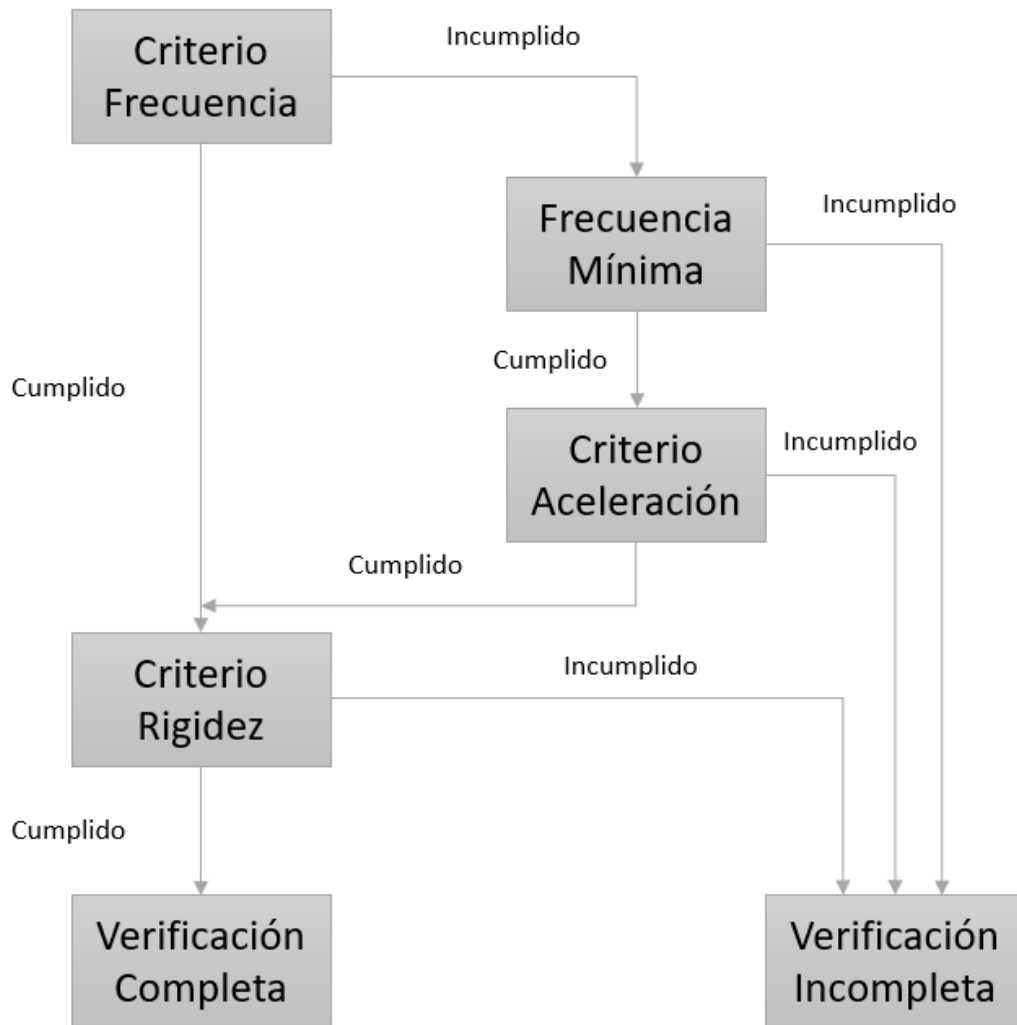 Criterio
Frecuencia
Incumplido
Frecuencia
Mínima
Incumplido
Cumplido
Cumplido
Criterio
Aceleración
Incumplido
Cumplido
Criterio
Rigidez
Incumplido
Cumplido
Verificación
Completa
Verificación
Incompleta